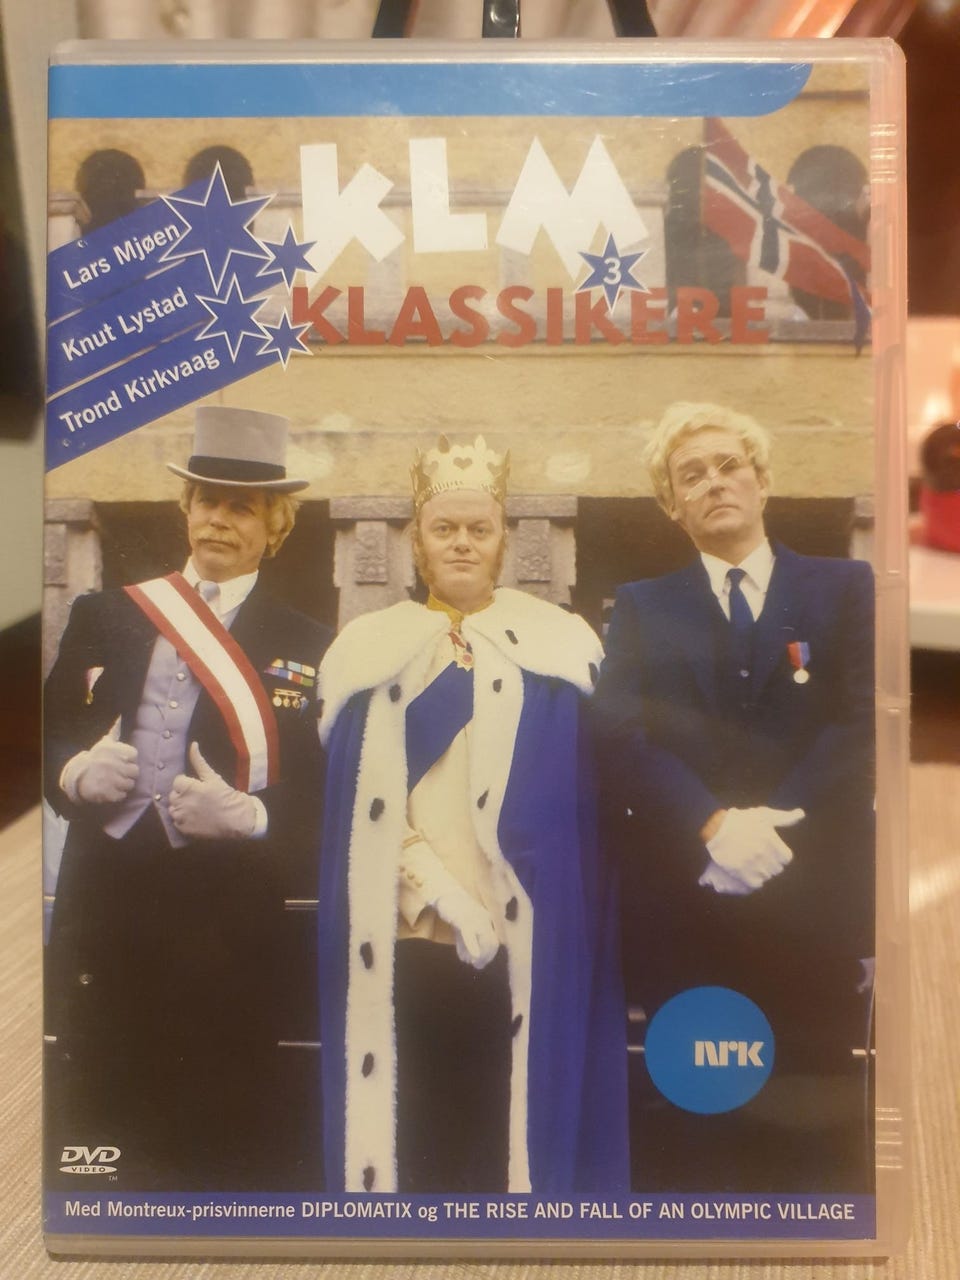 KLM
3
KLASSIKERE
Lars Mjøen
Knut Lystad
Trond Kirkvaag
nrk
DVD
VIDEO
TM
Med Montreux-prisvinnerne DIPLOMATIX og THE RISE AND FALL OF AN OLYMPIC VILLAGE